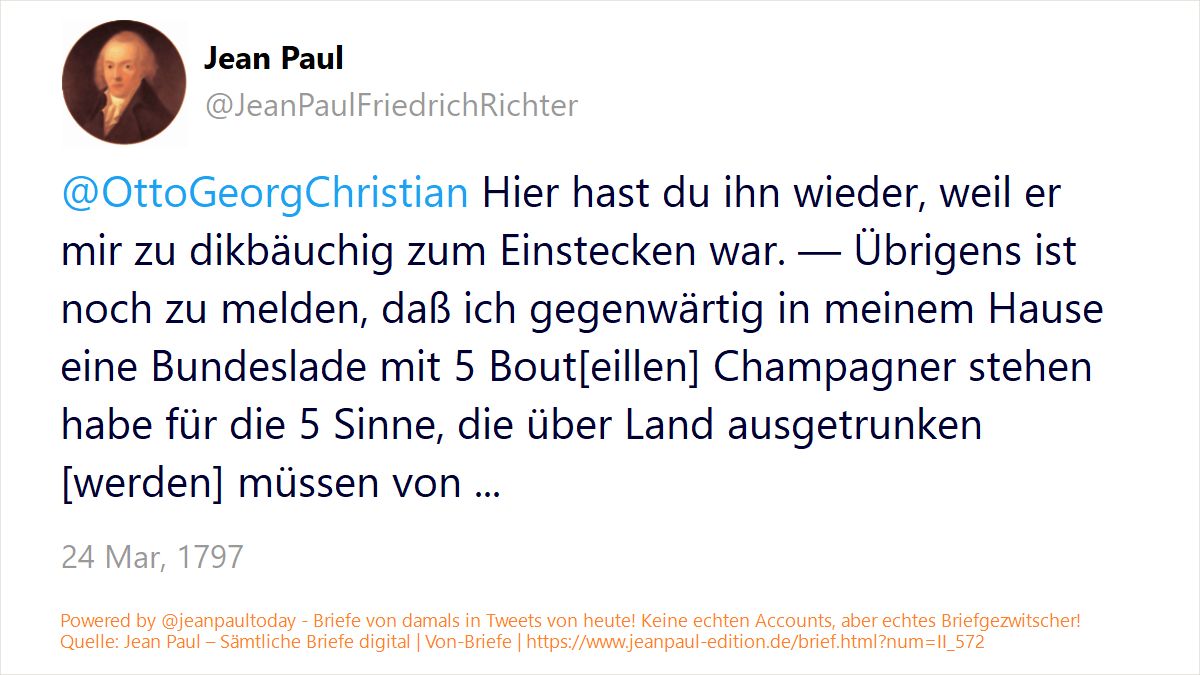 Jean Paul
@JeanPaulFriedrichRichter
@OttoGeorgChristian Hier hast du ihn wieder, weil er
mir zu dikbäuchig zum Einstecken war. — Übrigens ist
noch zu melden, daß ich gegenwärtig in meinem Hause
eine Bundeslade mit 5 Bout[eillen] Champagner stehen
habe für die 5 Sinne, die über Land ausgetrunken
[werden] müssen von ...
24 Mar, 1797
Powered by @jeanpaultoday - Briefe von damals in Tweets von heute! Keine echten Accounts, aber echtes Briefgezwitscher!
Quelle: Jean Paul – Sämtliche Briefe digital | Von-Briefe | https://www.jeanpaul-edition.de/brief.html?num=II_572